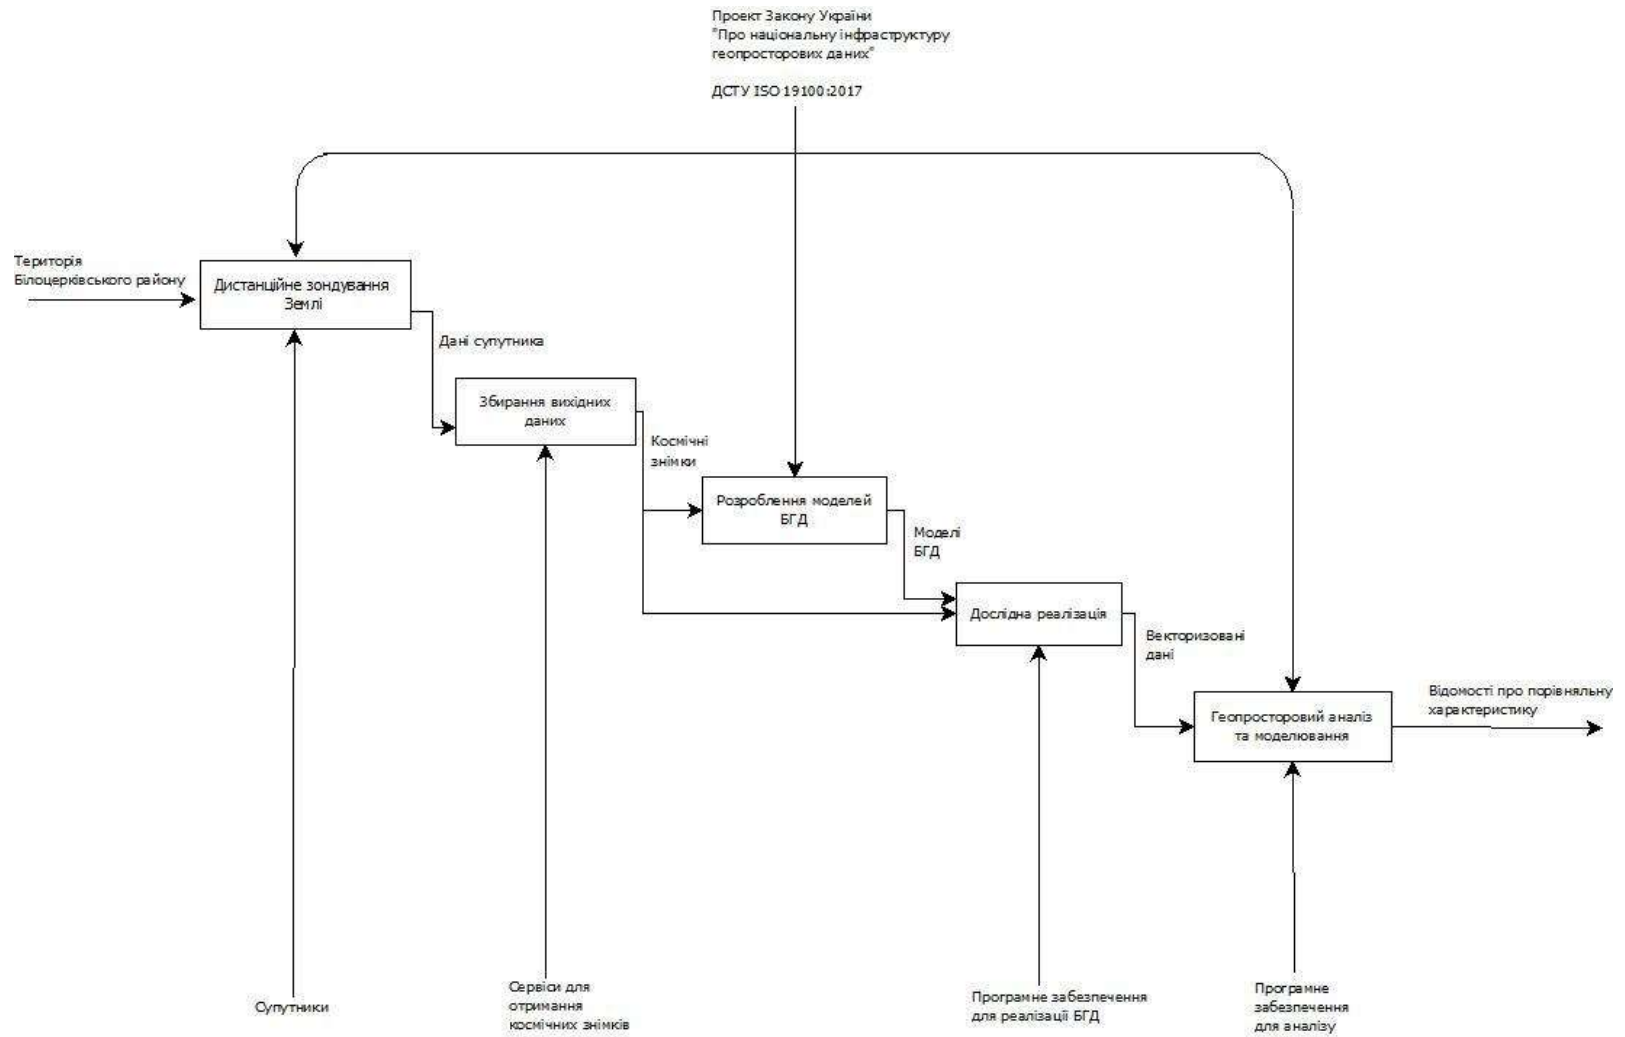 Проект Закону України
"Про національну інфраструктуру
геопросторових даних"
ДСТУ ISO 19100:2017
Територія
Білоцерківського району
Дистанційне зондування
Землі
Дані супутника
Збирання вихідних
даних
Космічні
знімки
Розроблення моделей
БГД
Моделі
БГД
Дослідна реалізація
Векторизовані
дані
Геопросторовий аналіз
та моделювання
Відомості про порівняльну
характеристику
Супутники
Сервіси для
отримання
космічних знімків
Програмне забезпечення
для реалізації БГД
Програмне
забезпечення
для аналізу